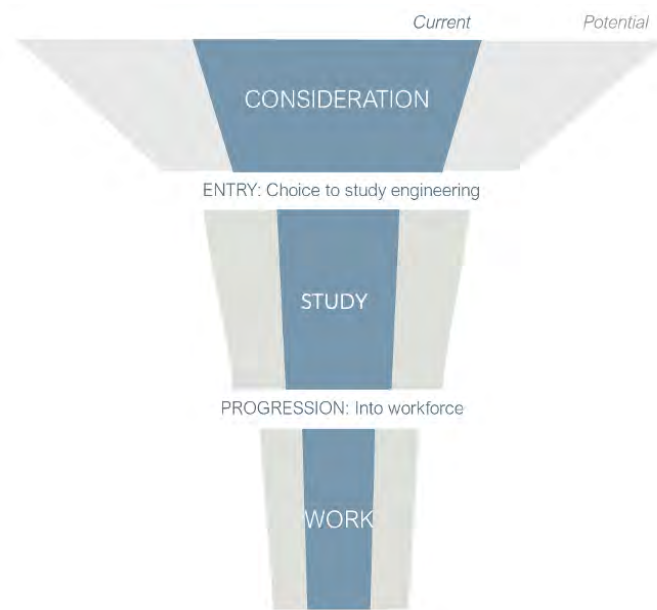 Current Potential
CONSIDERATION
ENTRY: Choice to study engineering
STUDY
PROGRESSION: Into workforce
WORK